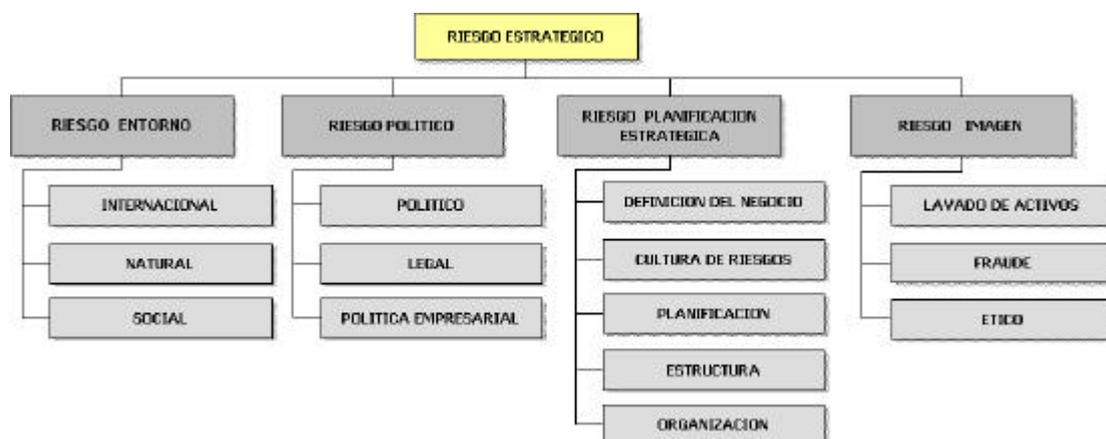 RIESGO ESTRATEGICO
RIESGO ENTORNO
INTERNACIONAL
NATURAL
SOCIAL
RIESGO POLITICO
POLITICO
LEGAL
POLITICA EMPRESARIAL
RIESGO PLANIFICACION
ESTRATEGICA
DEFINICION DEL NEGOCIO
CULTURA DE RIESGOS
PLANIFICACION
ESTRUCTURA
ORGANIZACION
RIESGO IMAGEN
LAVADO DE ACTIVOS
FRAUDE
ETICO